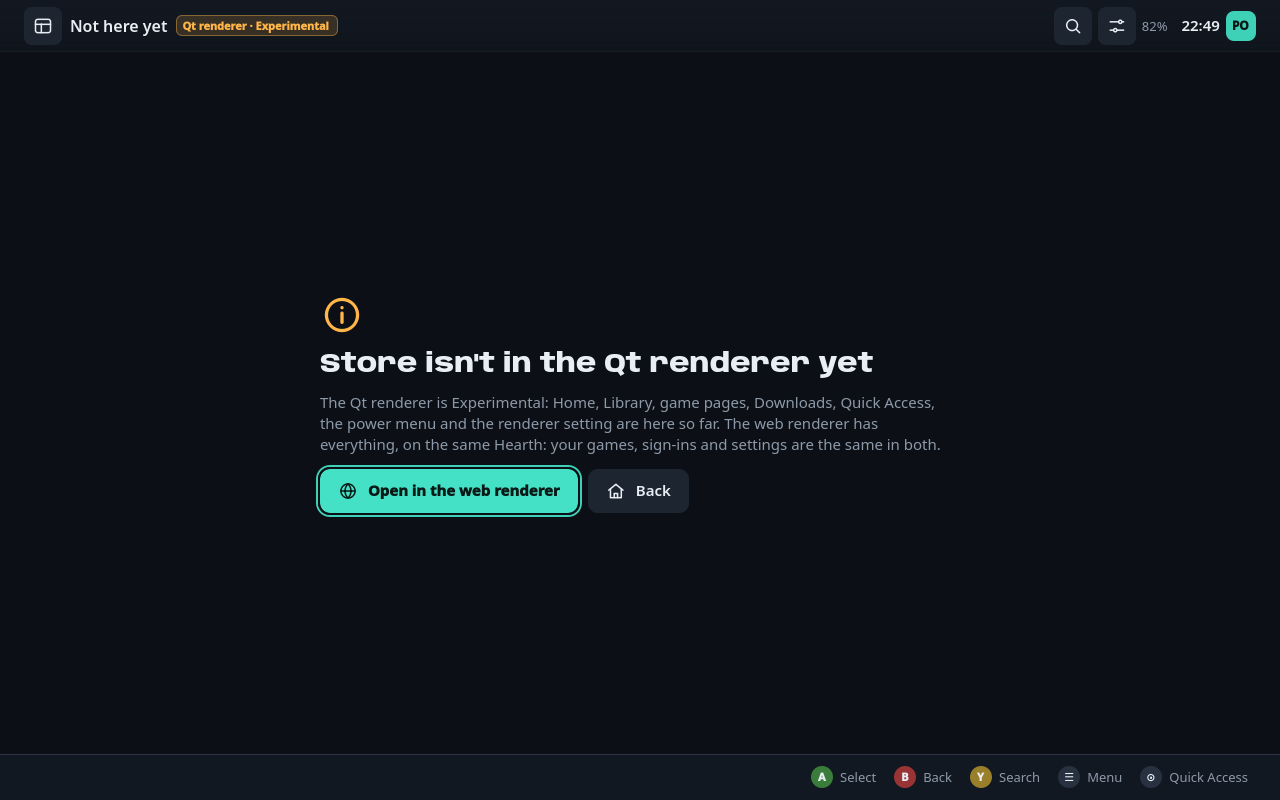 Not here yet
Qt renderer · Experimental
82%
22:49
PO
Store isn't in the Qt renderer yet
The Qt renderer is Experimental: Home, Library, game pages, Downloads, Quick Access,
the power menu and the renderer setting are here so far. The web renderer has
everything, on the same Hearth: your games, sign-ins and settings are the same in both.
Open in the web renderer
Back
A Select
B Back
Y Search
Menu
Quick Access